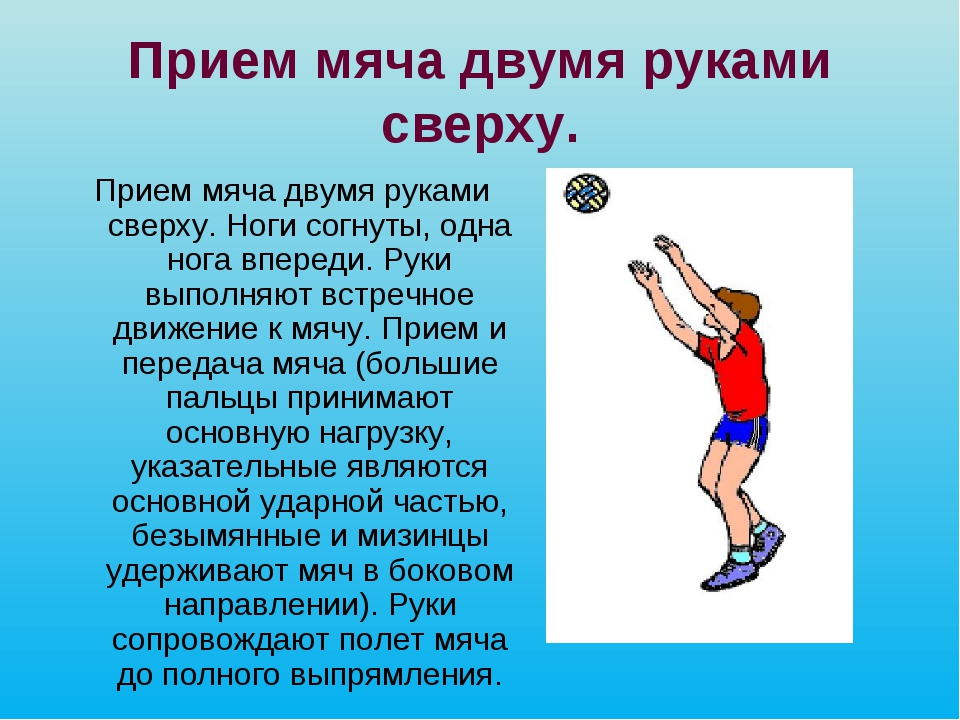 Прием мяча двумя руками
сверху.
Прием мяча двумя руками
сверху. Ноги согнуты, одна
нога впереди. Руки
выполняют встречное
движение к мячу. Прием и
передача мяча (большие
пальцы принимают
основную нагрузку,
указательные являются
основной ударной частью,
безымянные и мизинцы
удерживают мяч в боковом
направлении). Руки
сопровождают полет мяча
до полного выпрямления.